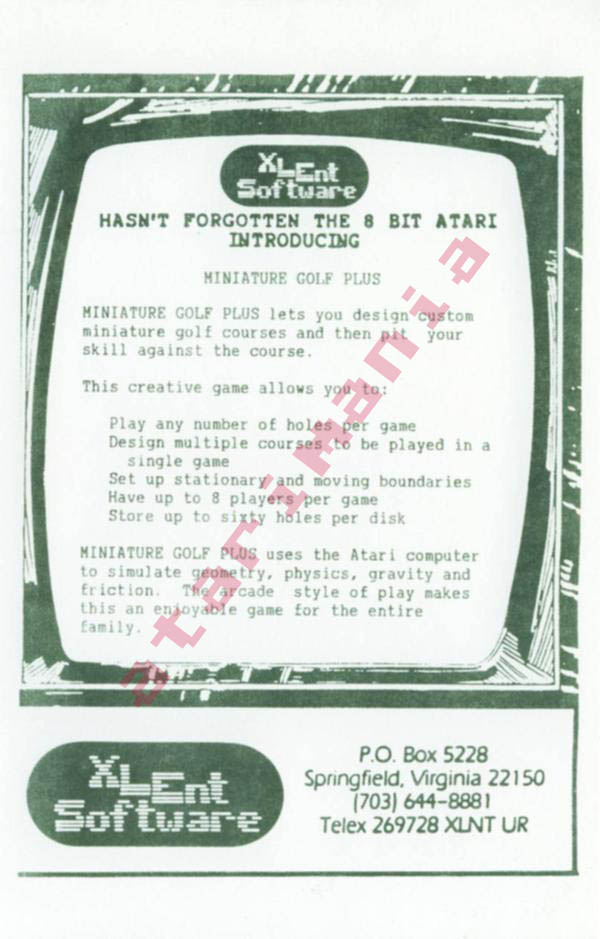 XLEnt
Software
HASN'T FORGOTTEN THE 8 BIT ATARI
INTRODUCING
MINIATURE GOLF PLUS
MINIATURE GOLF PLUS lets you design custom
miniature golf courses and then pit your
skill against the course.
This creative game allows you to:
Play any number of holes per game
Design multiple courses to be played in a
single game
Set up stationary and moving boundaries
Have up to 8 players per game
Store up to sixty holes per disk
MINIATURE GOLF PLUS uses the Atari computer
to simulate geometry, physics, gravity and
friction. The arcade style of play makes
this an enjoyable game for the entire
family.
atarimania
XLEnt
Software
P.O. Box 5228
Springfield, Virginia 22150
(703) 644-8881
Telex 269728 XLNT UR